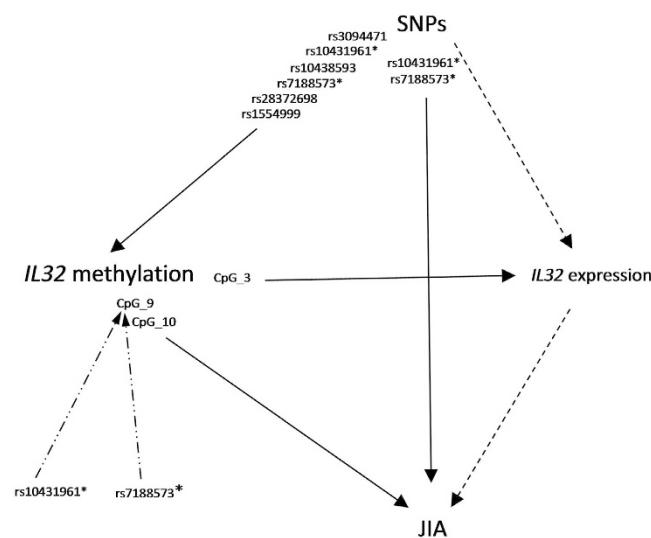 SNPs
rs3094471
rs10431961*
rs10438593
rs7188573*
rs28372698
rs1554999
rs10431961*
rs7188573*
IL32 methylation
CpG_3
IL32 expression
CpG_9
CpG_10
rs10431961*
rs7188573*
JIA